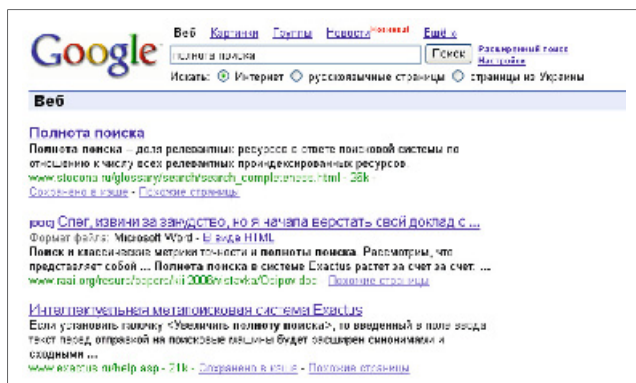 Google
Веб Картинки Группы Новости Ещё »
полнота поиска Поиск Расширенный поиск
Настройки
Искать: Интернет русскоязычные страницы страницы из Украины
Веб
Полнота поиска
Полнота поиска – доля релевантных ресурсов в ответе поисковой системы по
отношению к числу всех релевантных проиндексированных ресурсов.
/glossary/search/search_completeness.html - 26k -
Сохранено в кэше - Похожие страницы
[DOC] Олег, извини за занудство, но я начала верстать свой доклад с ...
Формат файла: Microsoft Word - В виде HTML
Поиск и классические метрики точности и полноты поиска. Рассмотрим, что
представляет собой ... Полнота поиска в системе Exactus растет за счет за счет: ...
Похожие страницы
Интеллектуальная метапоисковая система Exactus
Если установить галочку <Увеличить полноту поиска>, то введенный в поле ввода
текст перед отправкой на поисковые машины будет расширен синонимами и
сходными ...
www.exactus.ru/help.asp - 21k - Сохранено в кэше - Похожие страницы